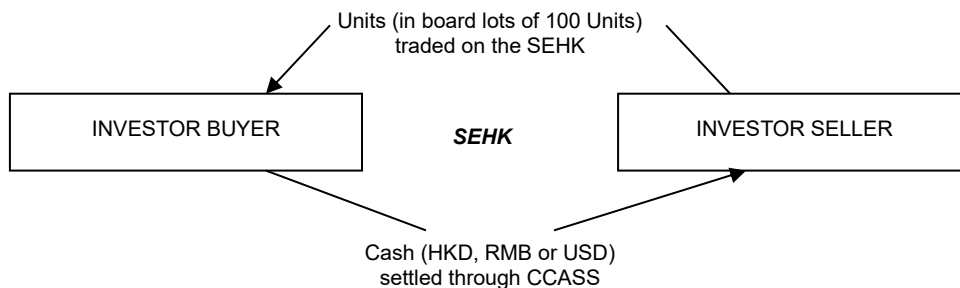 Units (in board lots of 100 Units)
traded on the SEHK
INVESTOR BUYER
SEHK
INVESTOR SELLER
Cash (HKD, RMB or USD)
settled through CCASS